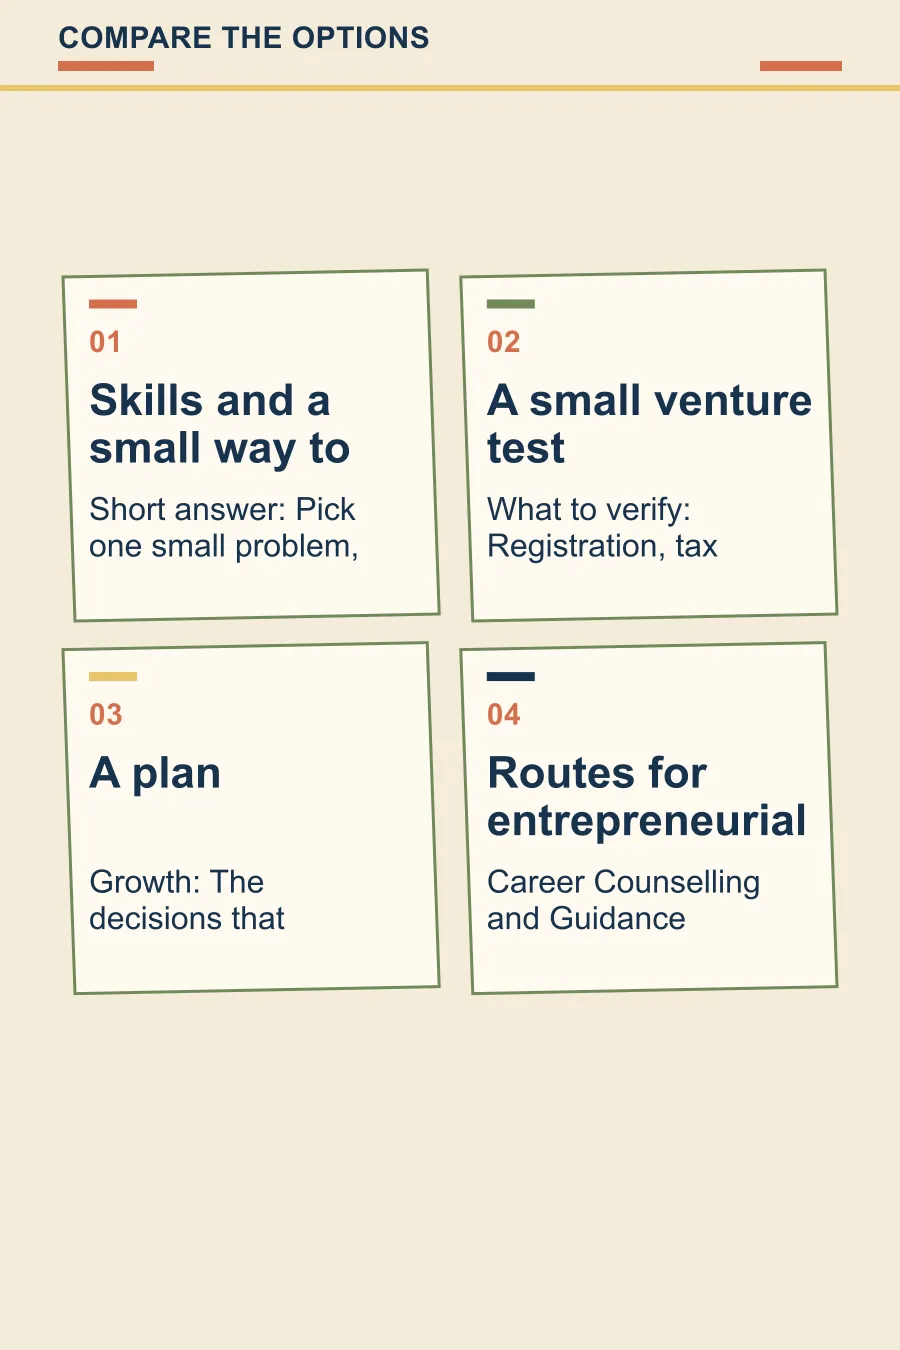 COMPARE THE OPTIONS
01
Skills and a
small way to
Short answer: Pick
one small problem,
02
A small venture
test
What to verify:
Registration, tax
03
A plan
Growth: The
decisions that
04
Routes for
entrepreneurial
Career Counselling
and Guidance